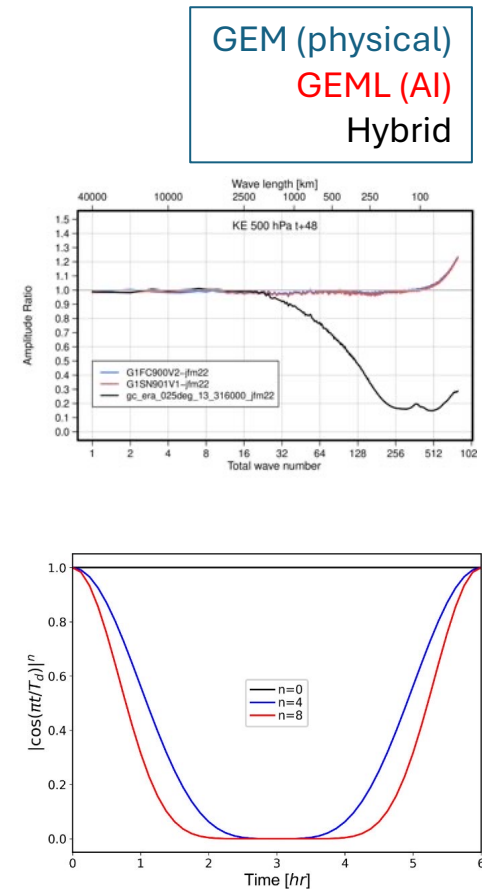 GEM (physical)
GEML (AI)
Hybrid
Wave length [km]
40000 10000 2500 1000 500 250 100
KE 500 hPa t+48
1.5
1.4
1.3
1.2
1.1
1.0
0.9
0.8
0.7
0.6
0.5
0.4
0.3
0.2
0.1
0.0
Amplitude Ratio
G1FC900V2-jfm22
G1SN901V1-jfm22
gc_era_025deg_13_316000_jfm22
1 2 4 8 16 32 64 128 256 512 102
Total wave number
1.0
0.8
0.6
0.4
0.2
0.0
|cos(πt/T_d)|^n
n=0
n=4
n=8
0 1 2 3 4 5 6
Time [hr]